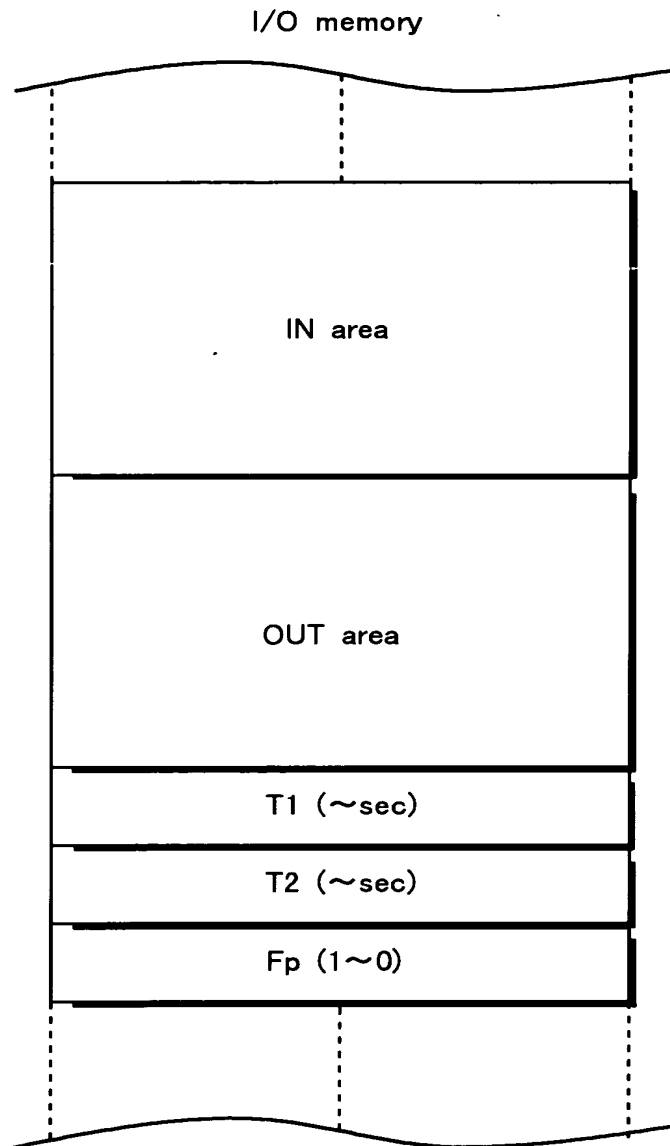 I/O memory
IN area
OUT area
T1 (～sec)
T2 (～sec)
Fp (1～0)